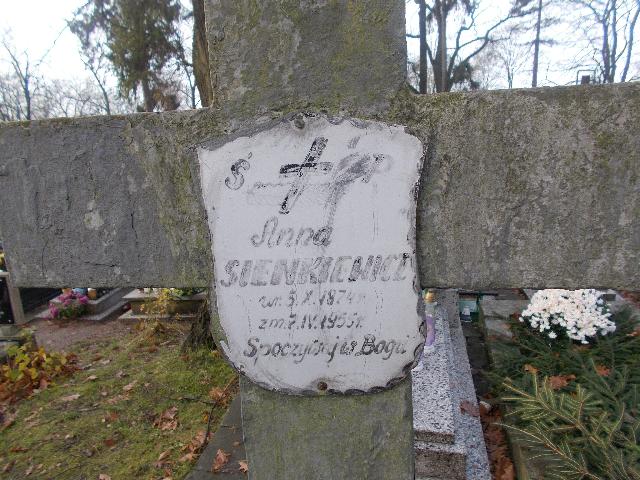 Ś P
Anna
SIENKIEWICZ
ur. 5. X. 1874 r.
zm. 7. IV. 1955 r.
Spoczywaj w Bogu